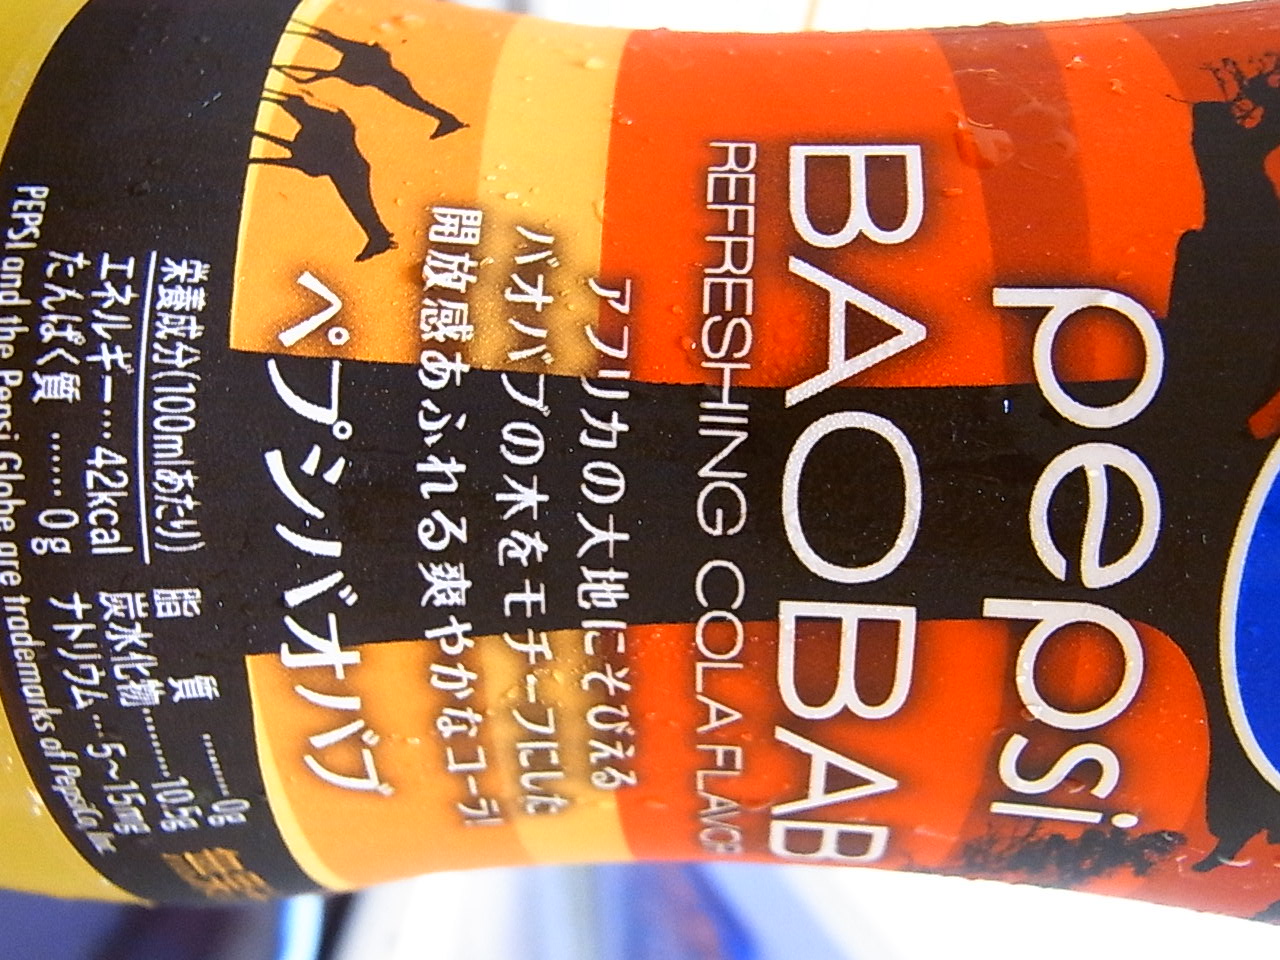 pepsi
BAOBAB
REFRESHING COLA FLAVOR
アフリカの大地にそびえる
バオバブの木をモチーフにした
開放感あふれる爽やかなコーラ!
ペプシバオバブ
栄養成分(100mlあたり)
エネルギー…42kcal
たんぱく質……0g
脂質………0g
炭水化物………10.5g
ナトリウム…5~15mg
PEPSI and the Pepsi Globe are trademarks of PepsiCo, Inc.